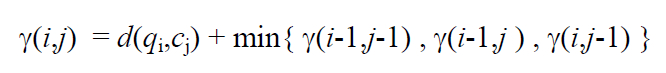 γ(i,j) = d(qi,cj) + min{ γ(i-1,j-1) , γ(i-1,j ) , γ(i,j-1) }